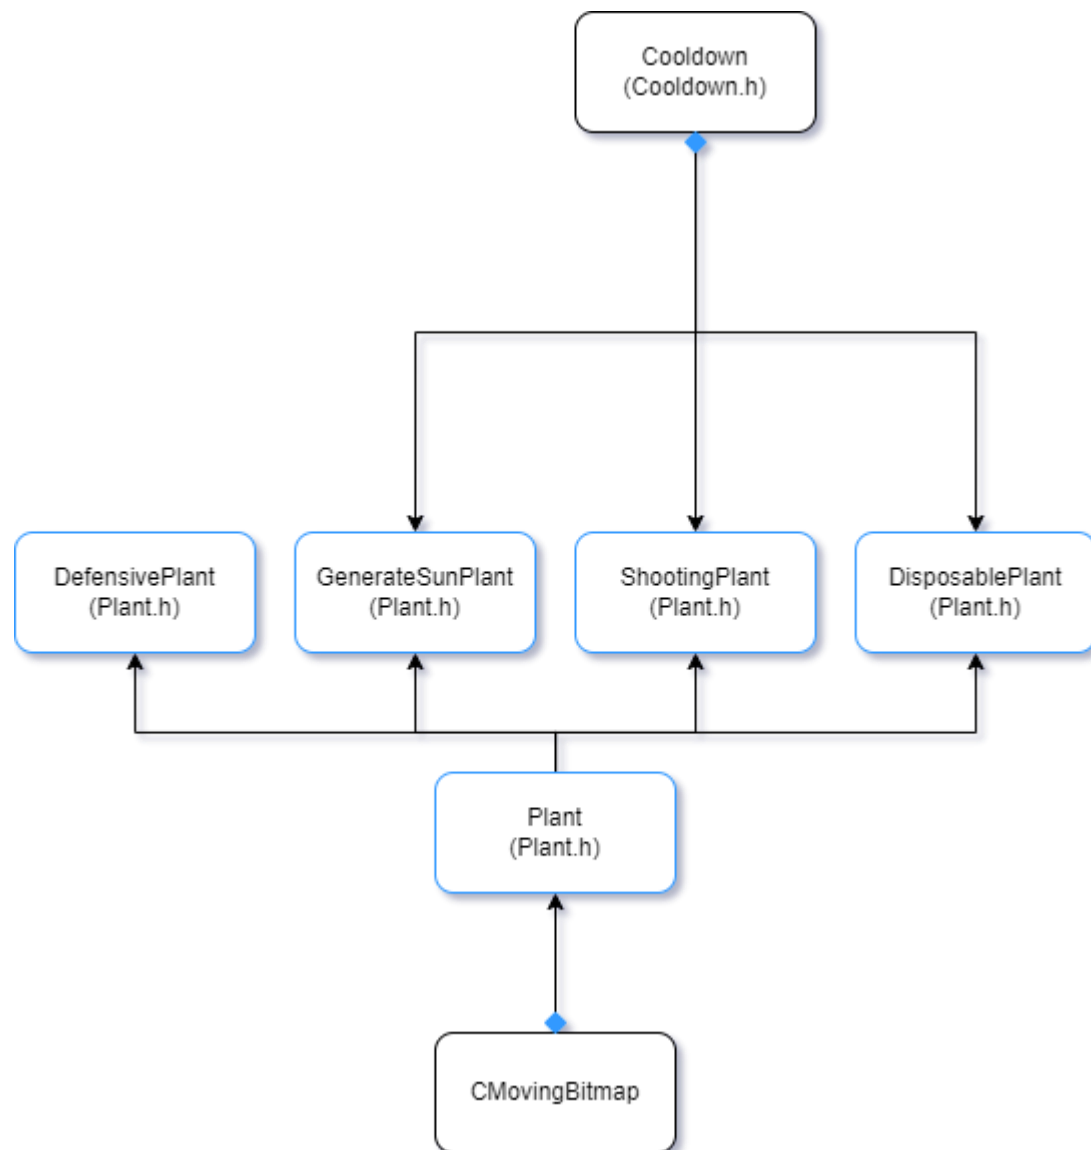 Cooldown
(Cooldown.h)
DefensivePlant
(Plant.h)
GenerateSunPlant
(Plant.h)
ShootingPlant
(Plant.h)
DisposablePlant
(Plant.h)
Plant
(Plant.h)
CMovingBitmap